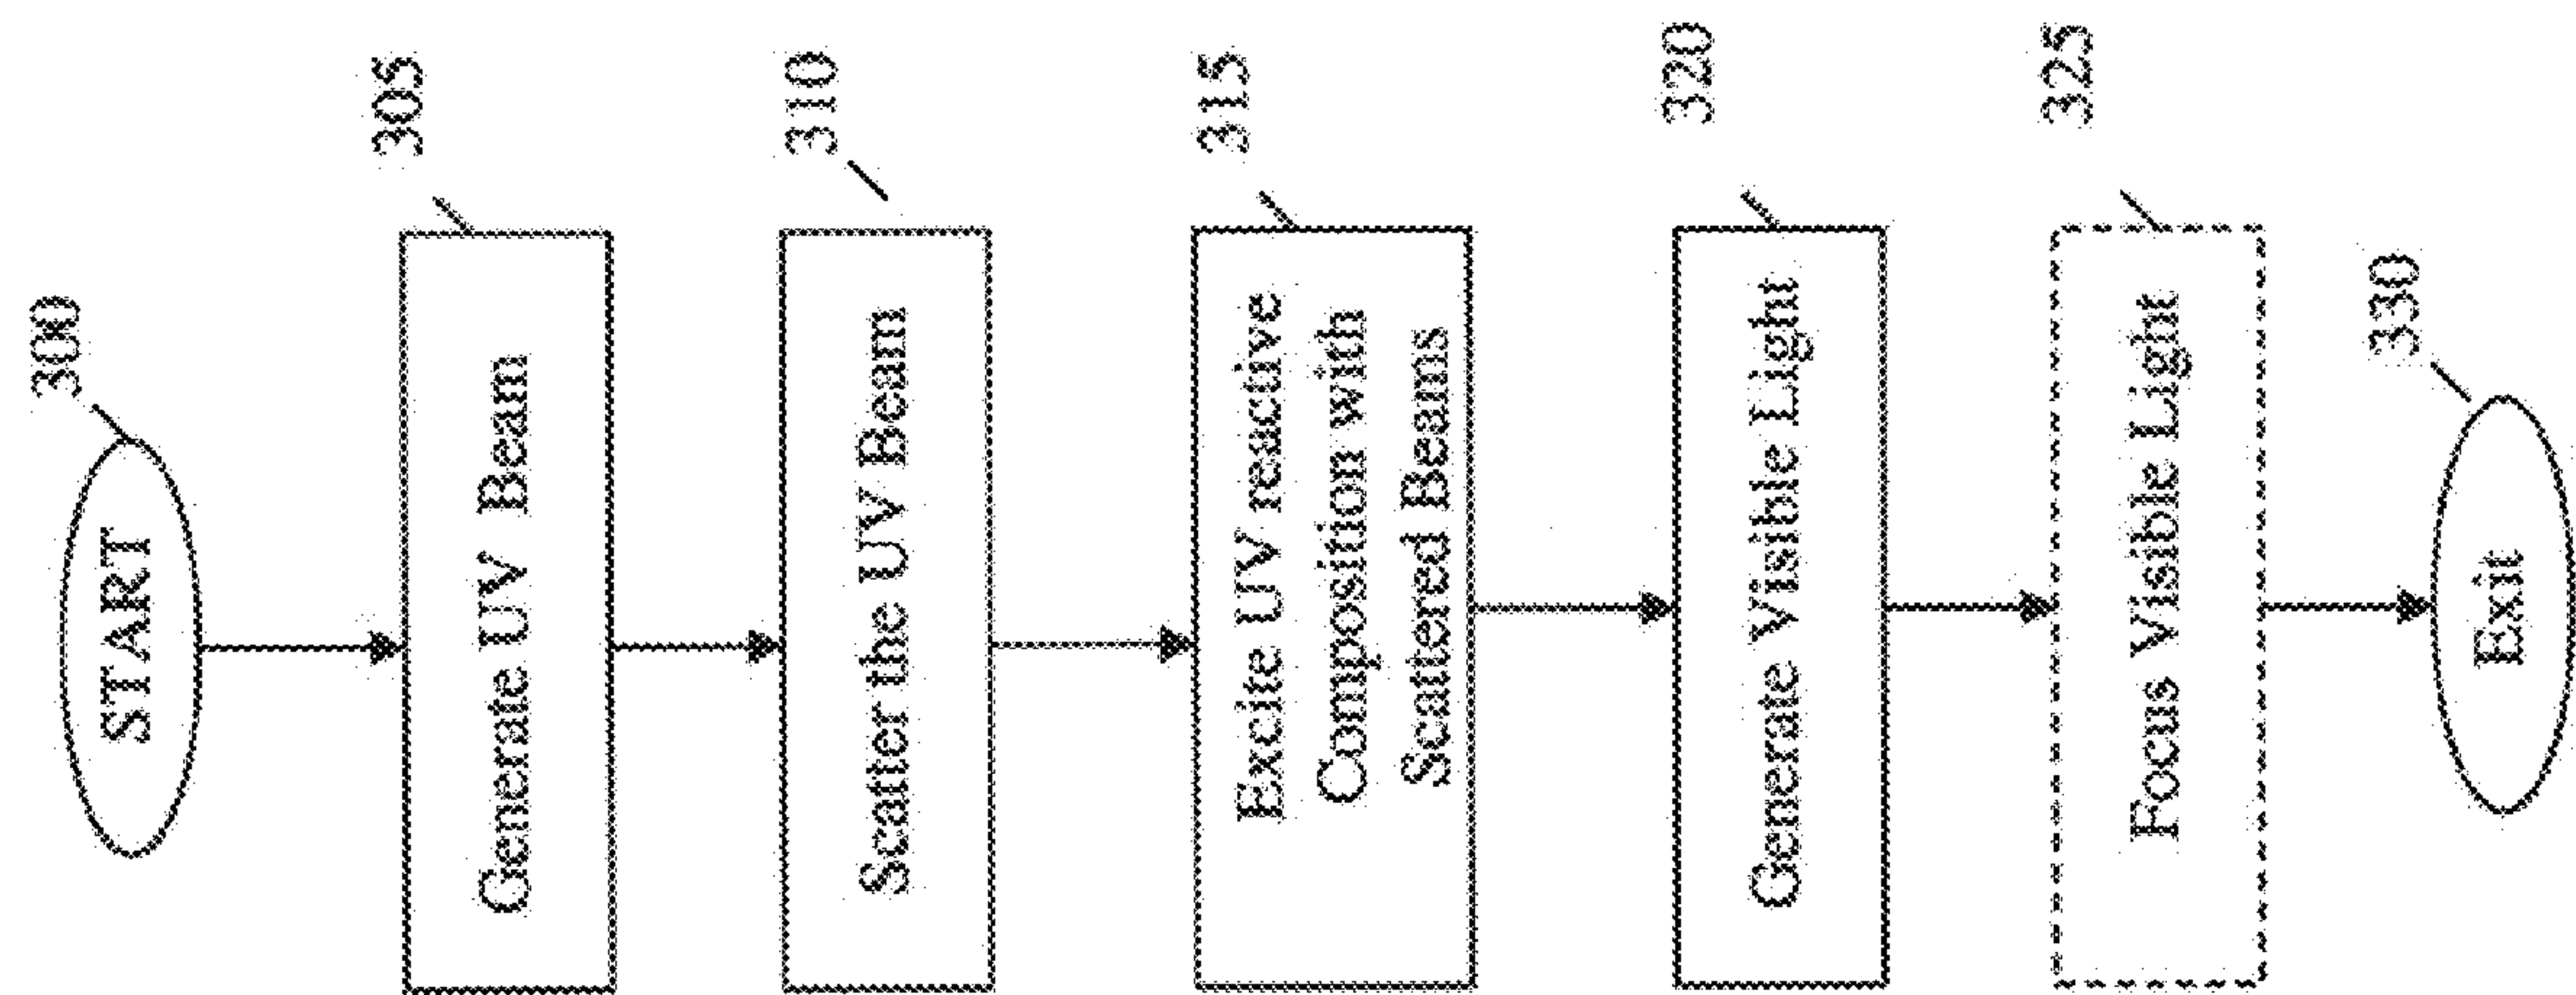 300
START
305
Generate UV Beam
310
Scatter the UV Beam
315
Excite UV reactive
Composition with
Scattered Beams
320
Generate Visible Light
325
Focus Visible Light
330
Exit